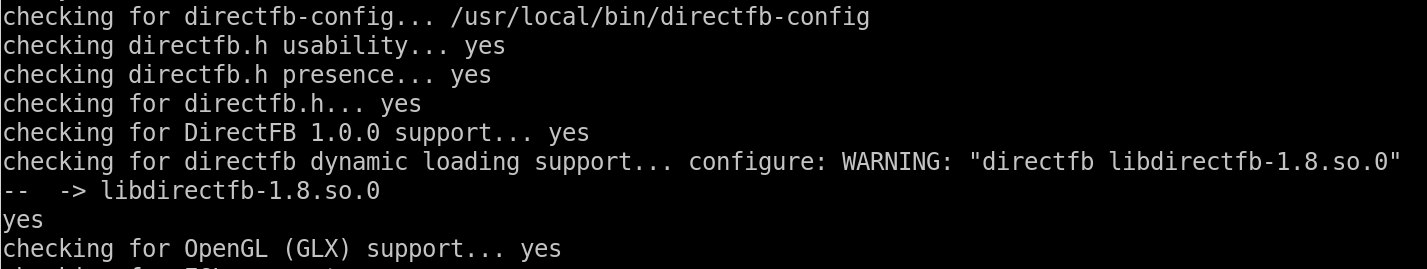 checking for directfb-config... /usr/local/bin/directfb-config
checking directfb.h usability... yes
checking directfb.h presence... yes
checking for directfb.h... yes
checking for DirectFB 1.0.0 support... yes
checking for directfb dynamic loading support... configure: WARNING: "directfb libdirectfb-1.8.so.0"
--  -> libdirectfb-1.8.so.0
yes
checking for OpenGL (GLX) support... yes